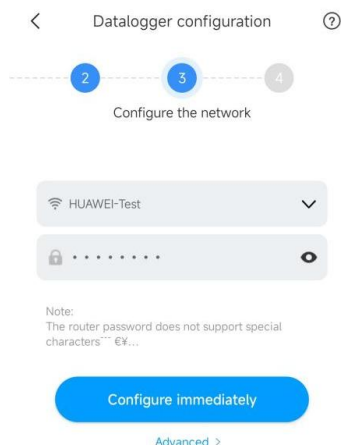 Datalogger configuration
2 3 4
Configure the network
HUAWEI-Test
Note:
The router password does not support special
characters €¥...
Configure immediately
Advanced >